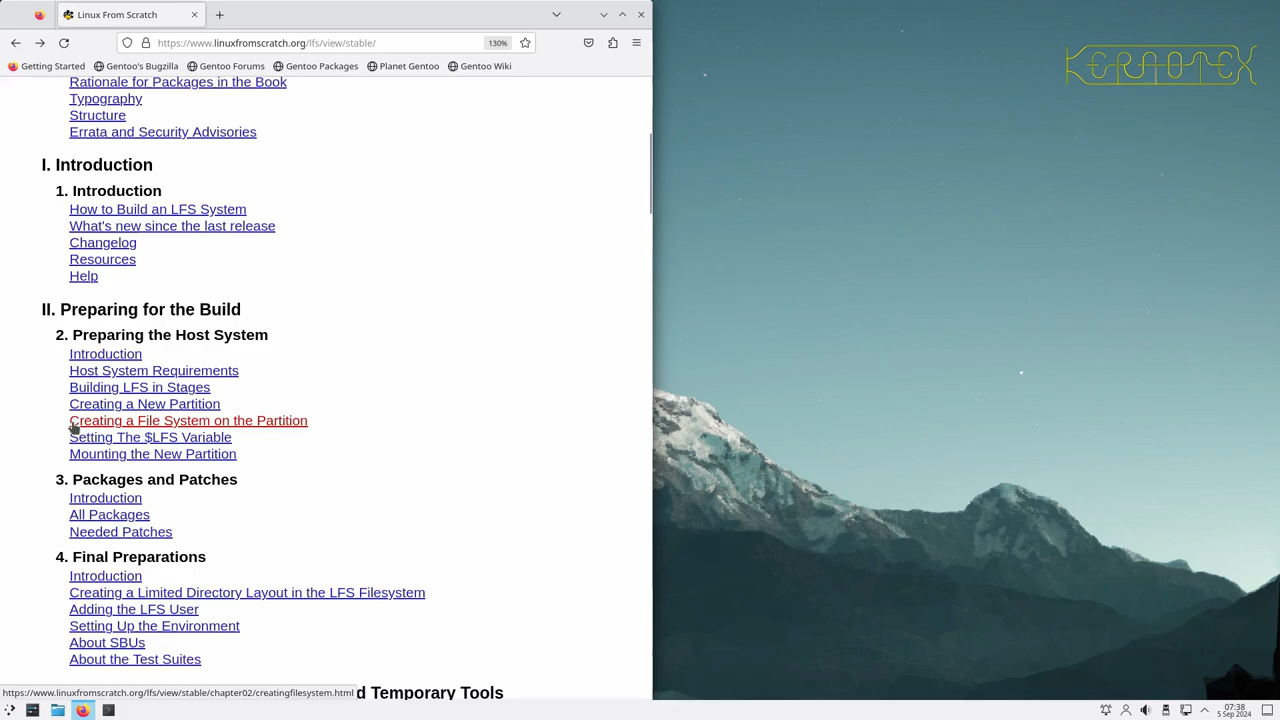 Linux From Scratch
https://www.linuxfromscratch.org/lfs/view/stable/
130%
Getting Started
Gentoo's Bugzilla
Gentoo Forums
Gentoo Packages
Planet Gentoo
Gentoo Wiki
KERAOTEX
Rationale for Packages in the Book
Typography
Structure
Errata and Security Advisories
I. Introduction
1. Introduction
How to Build an LFS System
What's new since the last release
Changelog
Resources
Help
II. Preparing for the Build
2. Preparing the Host System
Introduction
Host System Requirements
Building LFS in Stages
Creating a New Partition
Creating a File System on the Partition
Setting The $LFS Variable
Mounting the New Partition
3. Packages and Patches
Introduction
All Packages
Needed Patches
4. Final Preparations
Introduction
Creating a Limited Directory Layout in the LFS Filesystem
Adding the LFS User
Setting Up the Environment
About SBUs
About the Test Suites
https://www.linuxfromscratch.org/lfs/view/stable/chapter02/creatingfilesystem.html
d Temporary Tools
07:38
5 Sep 2024